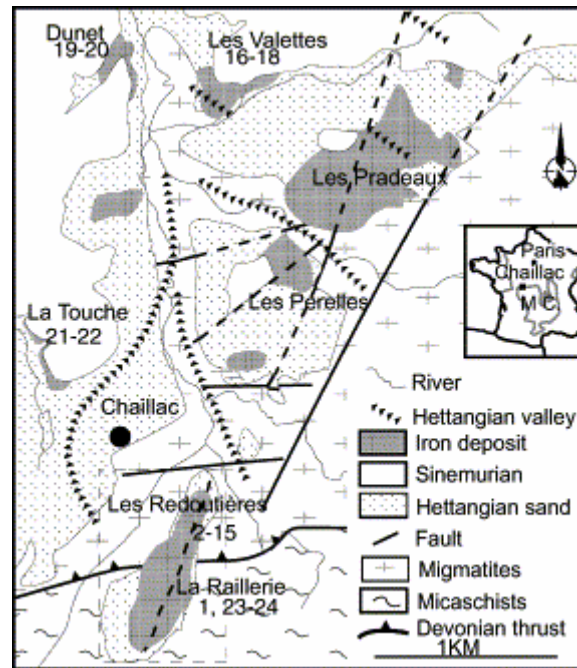 Dunet
19-20
Les Valettes
16-18
Les Pradeaux
Les Perelles
La Touche
21-22
Chaillac
Les Redoutières
2-15
La Raillerie
1, 23-24
Paris
Chaillac
M C.
River
Hettangian valley
Iron deposit
Sinemurian
Hettangian sand
Fault
Migmatites
Micaschists
Devonian thrust
1KM